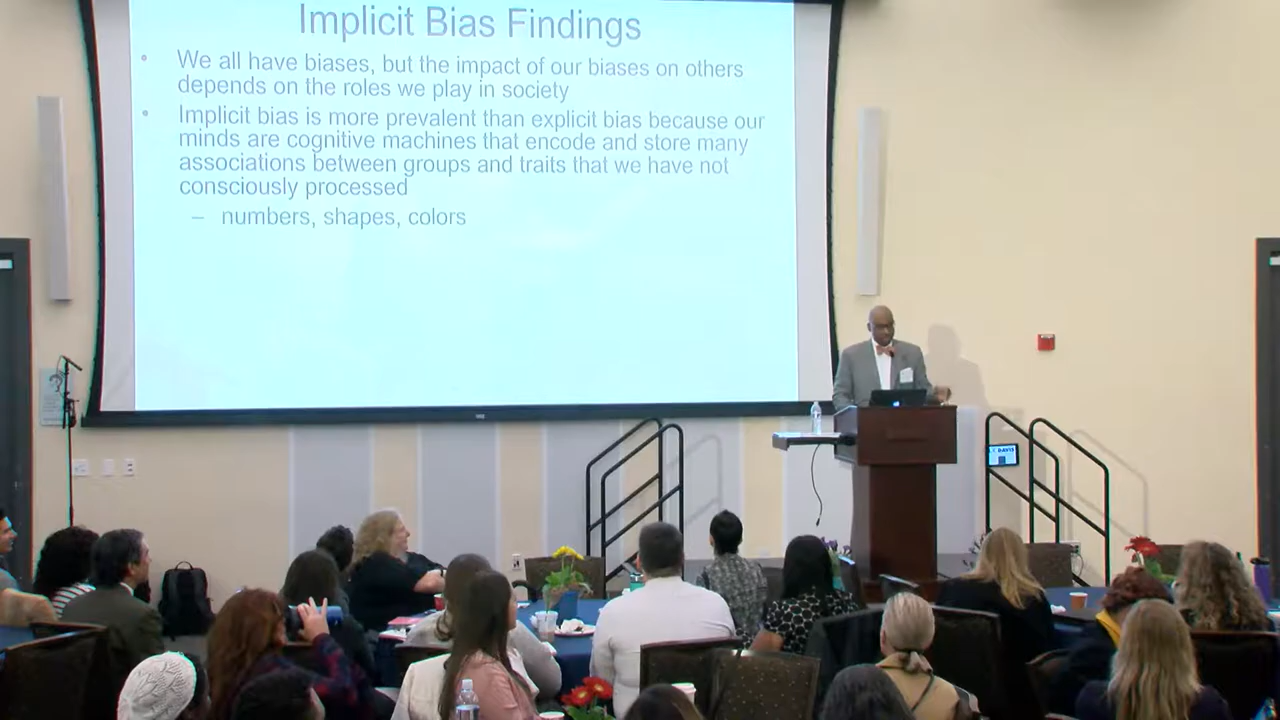 Implicit Bias Findings
• We all have biases, but the impact of our biases on others
depends on the roles we play in society
• Implicit bias is more prevalent than explicit bias because our
minds are cognitive machines that encode and store many
associations between groups and traits that we have not
consciously processed
– numbers, shapes, colors
DAVIS